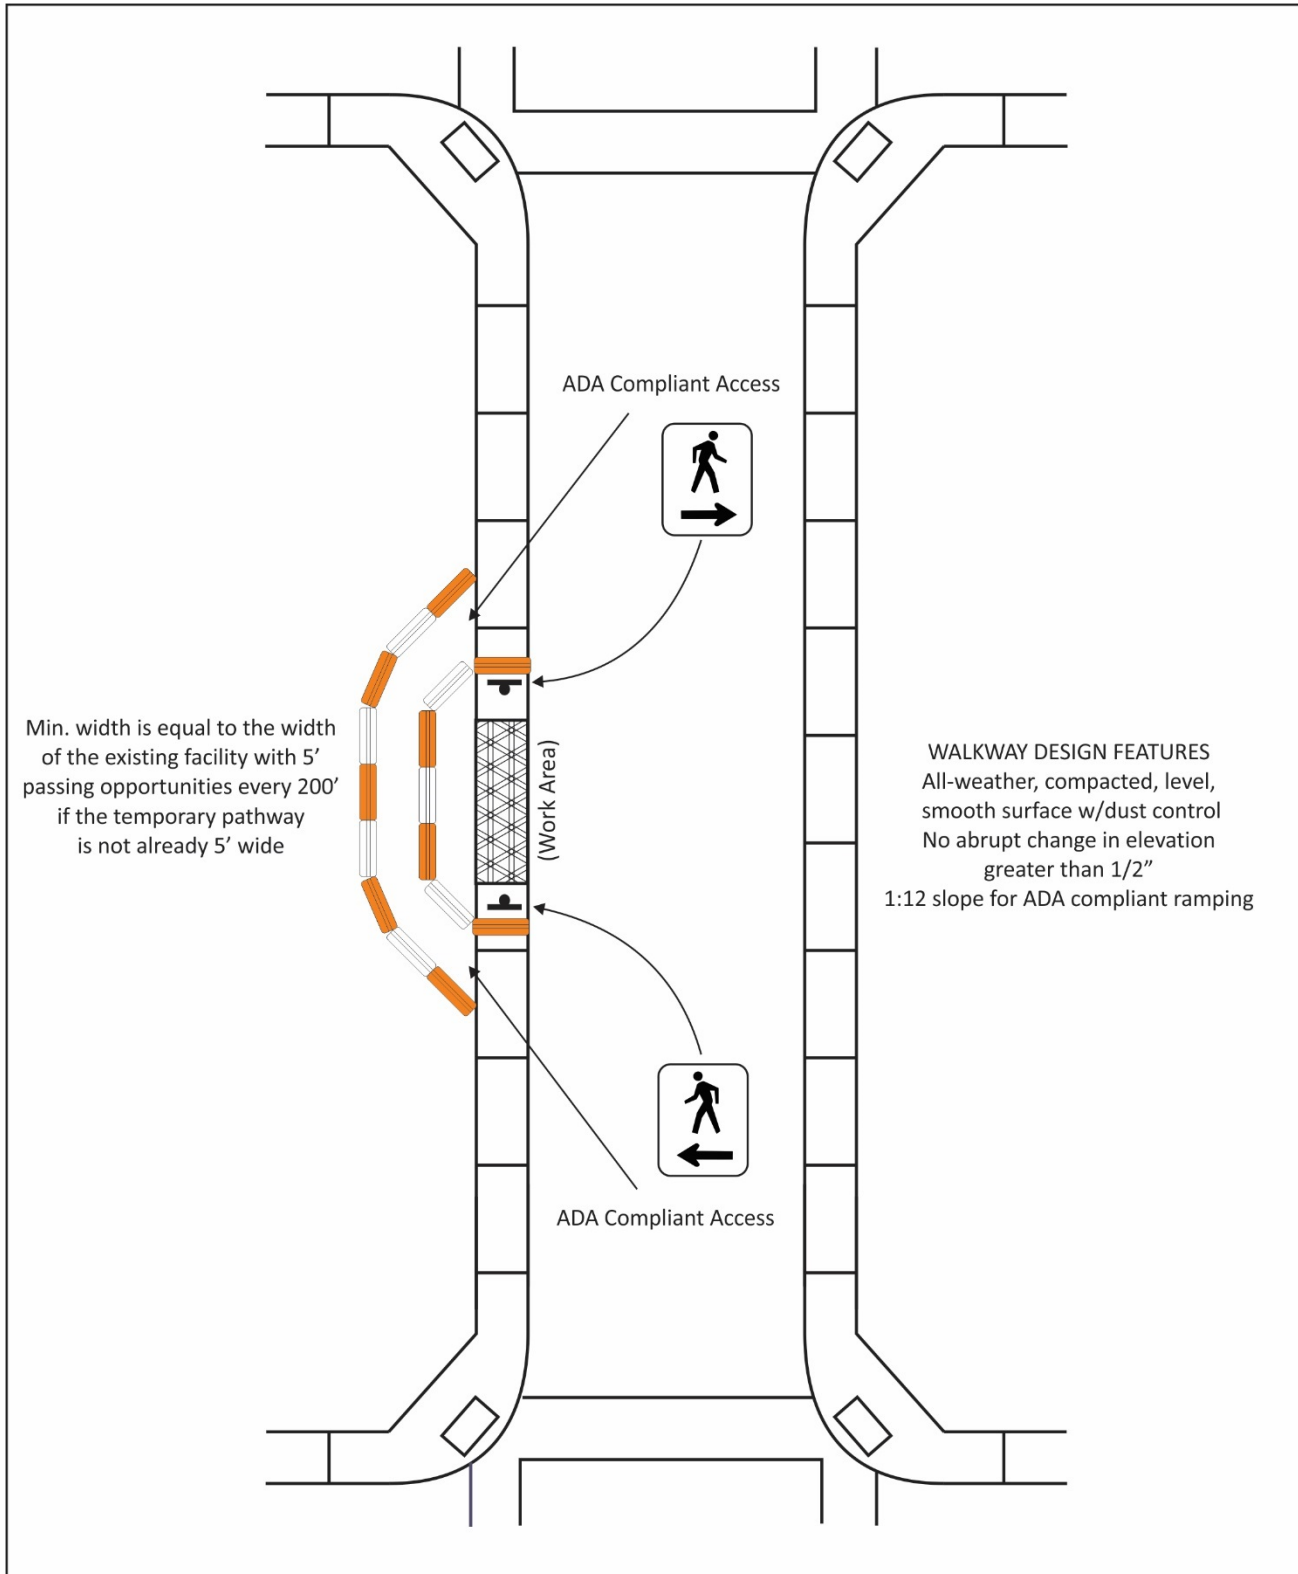 ADA Compliant Access
Min. width is equal to the width
of the existing facility with 5’
passing opportunities every 200’
if the temporary pathway
is not already 5’ wide
(Work Area)
WALKWAY DESIGN FEATURES
All-weather, compacted, level,
smooth surface w/dust control
No abrupt change in elevation
greater than 1/2”
1:12 slope for ADA compliant ramping
ADA Compliant Access